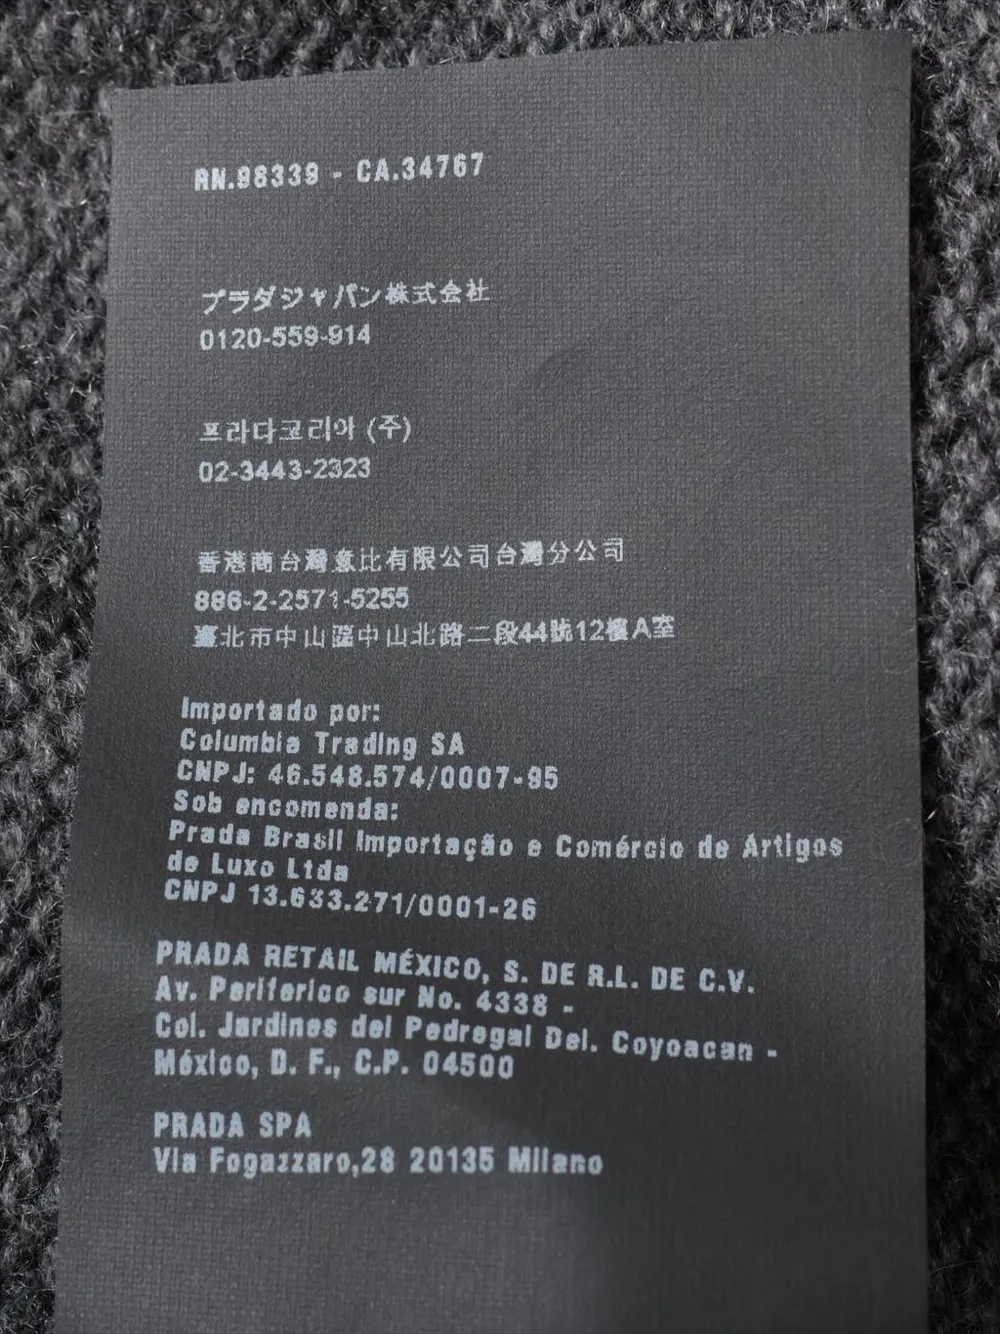 RN.98339 - CA.34767
プラダジャパン株式会社
0120-559-914
프라다코리아 (주)
02-3443-2323
香港商台灣意比有限公司台灣分公司
886-2-2571-5255
臺北市中山區中山北路二段44號12樓A室
Importado por:
Columbia Trading SA
CNPJ: 46.548.574/0007-95
Sob encomenda:
Prada Brasil Importação e Comércio de Artigos
de Luxo Ltda
CNPJ 13.633.271/0001-26
PRADA RETAIL MÉXICO, S. DE R.L. DE C.V.
Av. Periferico sur No. 4338 -
Col. Jardines del Pedregal Del. Coyoacan -
México, D. F., C.P. 04500
PRADA SPA
Via Fogazzaro,28 20135 Milano